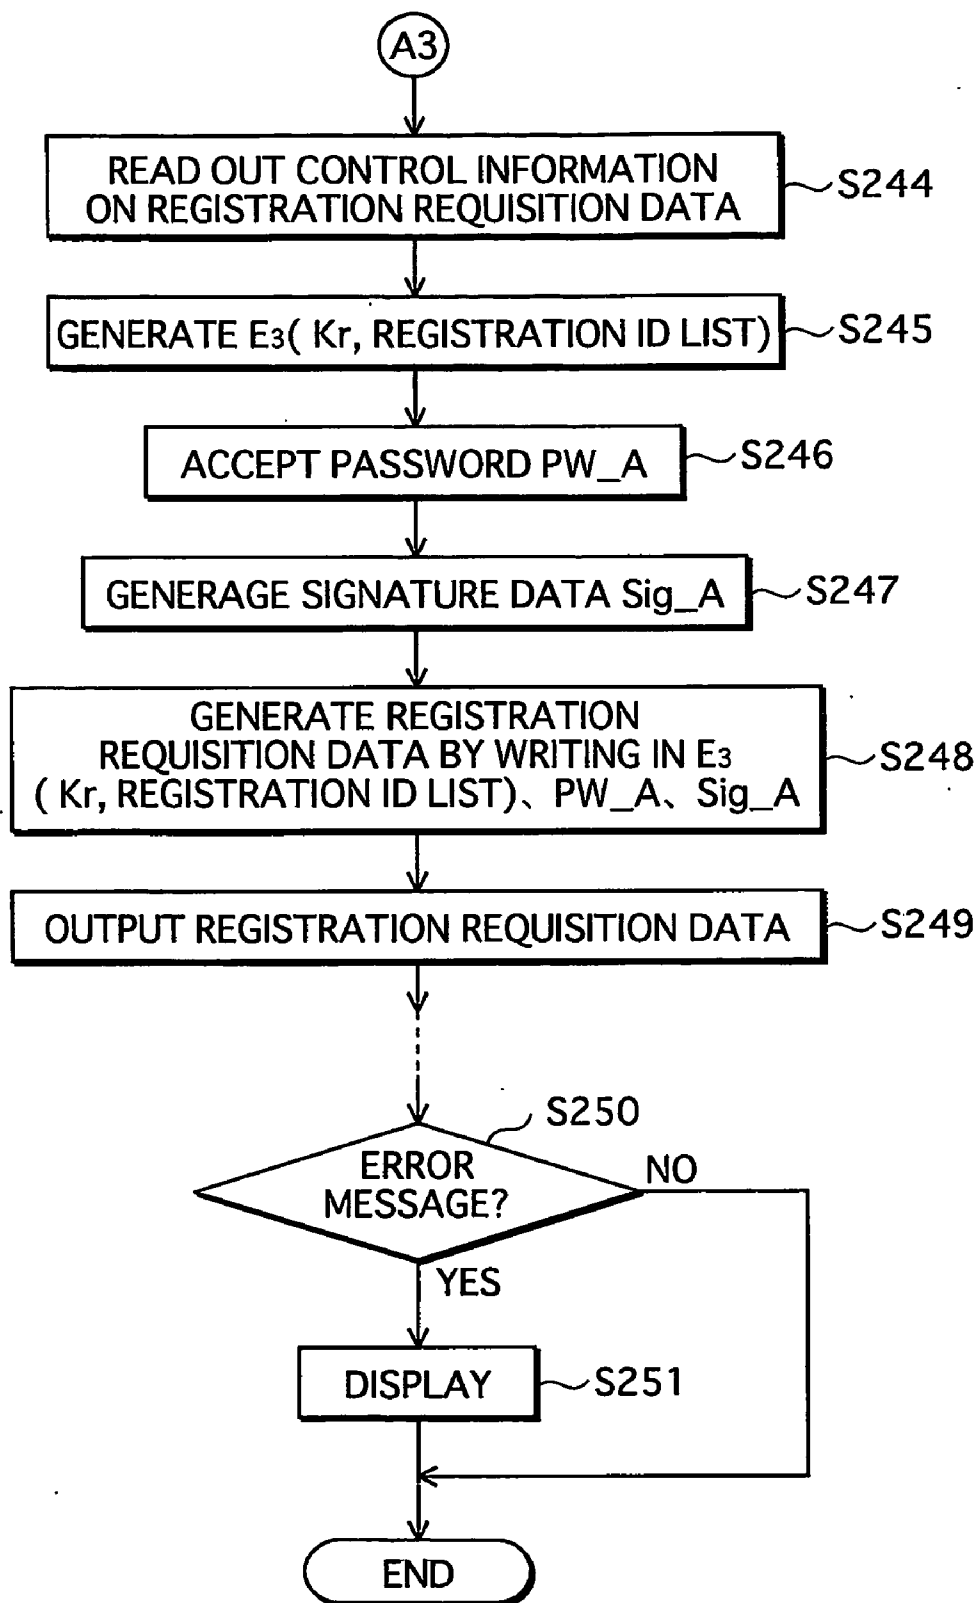 A3
READ OUT CONTROL INFORMATION
ON REGISTRATION REQUISITION DATA
S244
GENERATE E3( Kr, REGISTRATION ID LIST)
S245
ACCEPT PASSWORD PW_A
S246
GENERAGE SIGNATURE DATA Sig_A
S247
GENERATE REGISTRATION
REQUISITION DATA BY WRITING IN E3
( Kr, REGISTRATION ID LIST)、PW_A、Sig_A
S248
OUTPUT REGISTRATION REQUISITION DATA
S249
S250
ERROR
MESSAGE?
NO
YES
DISPLAY
S251
END